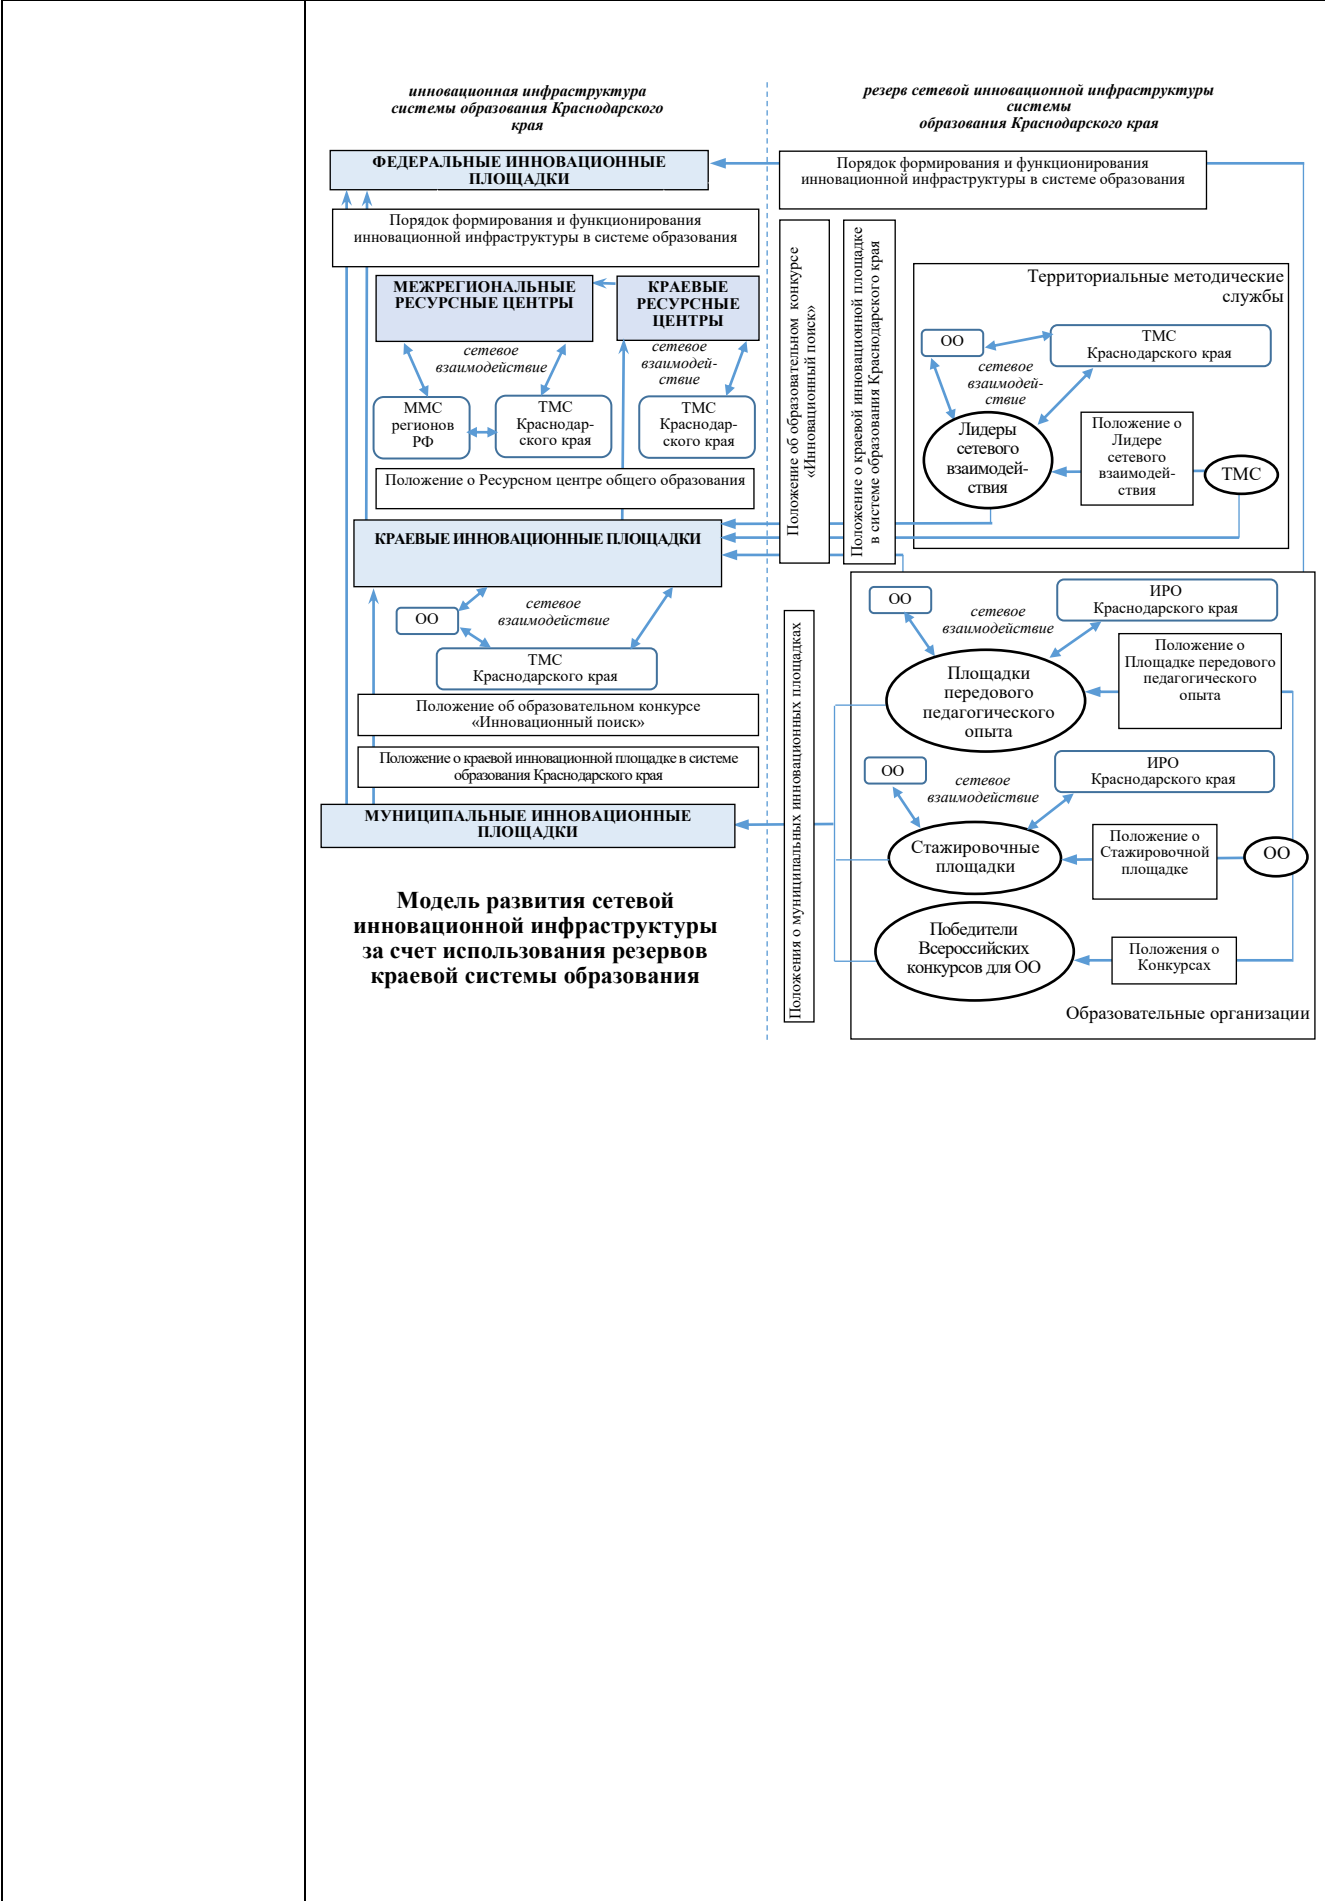 инновационная инфраструктура
системы образования Краснодарского
края
резерв сетевой инновационной инфраструктуры
системы
образования Краснодарского края
ФЕДЕРАЛЬНЫЕ ИННОВАЦИОННЫЕ
ПЛОЩАДКИ
Порядок формирования и функционирования
инновационной инфраструктуры в системе образования
Порядок формирования и функционирования
инновационной инфраструктуры в системе образования
МЕЖРЕГИОНАЛЬНЫЕ
РЕСУРСНЫЕ ЦЕНТРЫ
КРАЕВЫЕ
РЕСУРСНЫЕ
ЦЕНТРЫ
сетевое
взаимодействие
сетевое
взаимодей-
ствие
ММС
регионов
РФ
ТМС
Краснодар-
ского края
ТМС
Краснодар-
ского края
Положение о Ресурсном центре общего образования
КРАЕВЫЕ ИННОВАЦИОННЫЕ ПЛОЩАДКИ
ОО
сетевое
взаимодействие
ТМС
Краснодарского края
Положение об образовательном конкурсе
«Инновационный поиск»
Положение о краевой инновационной площадке в системе
образования Краснодарского края
МУНИЦИПАЛЬНЫЕ ИННОВАЦИОННЫЕ
ПЛОЩАДКИ
Модель развития сетевой
инновационной инфраструктуры
за счет использования резервов
краевой системы образования
Положение об образовательном конкурсе
«Инновационный поиск»
Положение о краевой инновационной площадке
в системе образования Краснодарского края
Территориальные методические
службы
ОО
ТМС
Краснодарского края
сетевое
взаимодей-
ствие
Лидеры
сетевого
взаимодей-
ствия
Положение о
Лидере
сетевого
взаимодей-
ствия
ТМС
Положения о муниципальных инновационных площадках
ОО
сетевое
взаимодействие
ИРО
Краснодарского края
Площадки
передового
педагогического
опыта
Положение о
Площадке передового
педагогического
опыта
ОО
сетевое
взаимодействие
ИРО
Краснодарского края
Стажировочные
площадки
Положение о
Стажировочной
площадке
ОО
Победители
Всероссийских
конкурсов для ОО
Положения о
Конкурсах
Образовательные организации